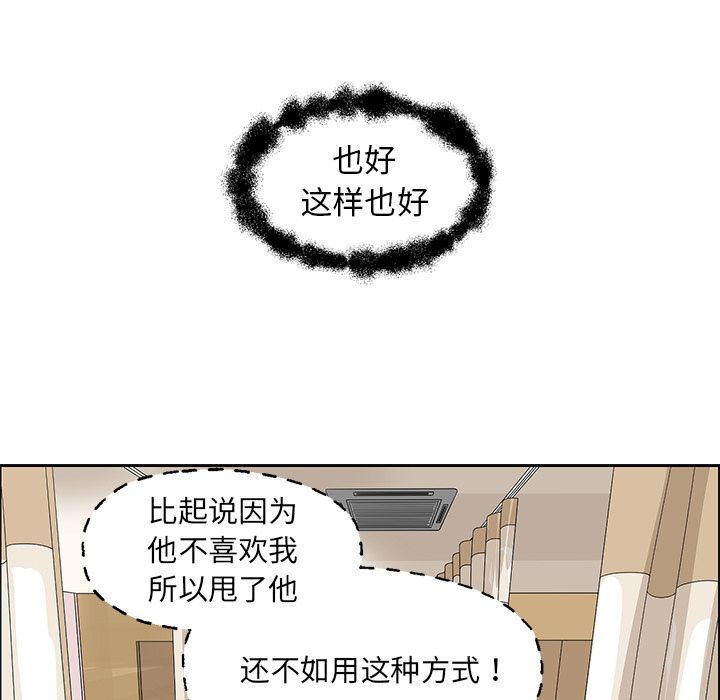 也好
这样也好
比起说因为
他不喜欢我
所以甩了他
还不如用这种方式！